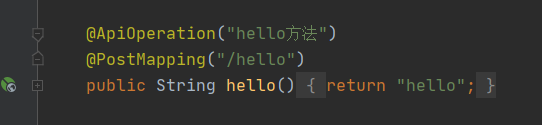 @ApiOperation("hello方法")
@PostMapping("/hello")
public String hello() { return "hello"; }